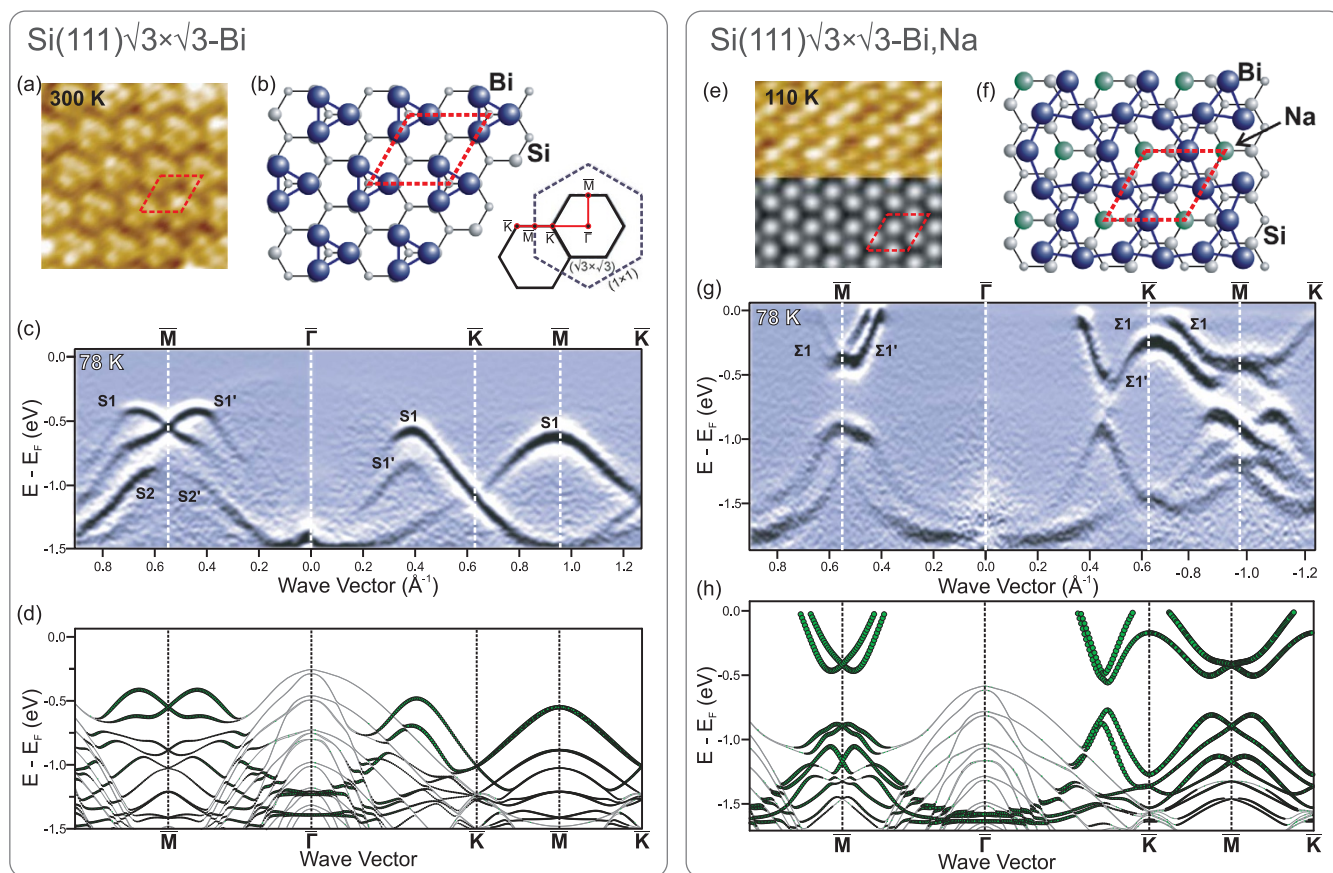 Si(111)√3×√3-Bi
(a)
300 K
(b)
Bi
Si
M̅
K̅ M̅ K̅ Γ̅
(√3×√3)
(1×1)
(c)
M̅ Γ̅ K̅ M̅ K̅
78 K
S1 S1' S1 S1
S1'
S2 S2'
0.0
-0.5
-1.0
-1.5
E - E_F (eV)
0.8 0.6 0.4 0.2 0.0 0.2 0.4 0.6 0.8 1.0 1.2
Wave Vector (Å⁻¹)
(d)
0.0
-0.5
-1.0
-1.5
E - E_F (eV)
M̅ Γ̅ K̅ M̅ K̅
Wave Vector
Si(111)√3×√3-Bi,Na
(e)
110 K
(f)
Bi
Na
Si
(g)
M̅ Γ̅ K̅ M̅ K̅
78 K
Σ1 Σ1' Σ1 Σ1
Σ1'
0.0
-0.5
-1.0
-1.5
E - E_F (eV)
0.8 0.6 0.4 0.2 0.0 0.2 0.4 0.6 -0.8 -1.0 -1.2
Wave Vector (Å⁻¹)
(h)
0.0
-0.5
-1.0
-1.5
E - E_F (eV)
M̅ Γ̅ K̅ M̅ K̅
Wave Vector